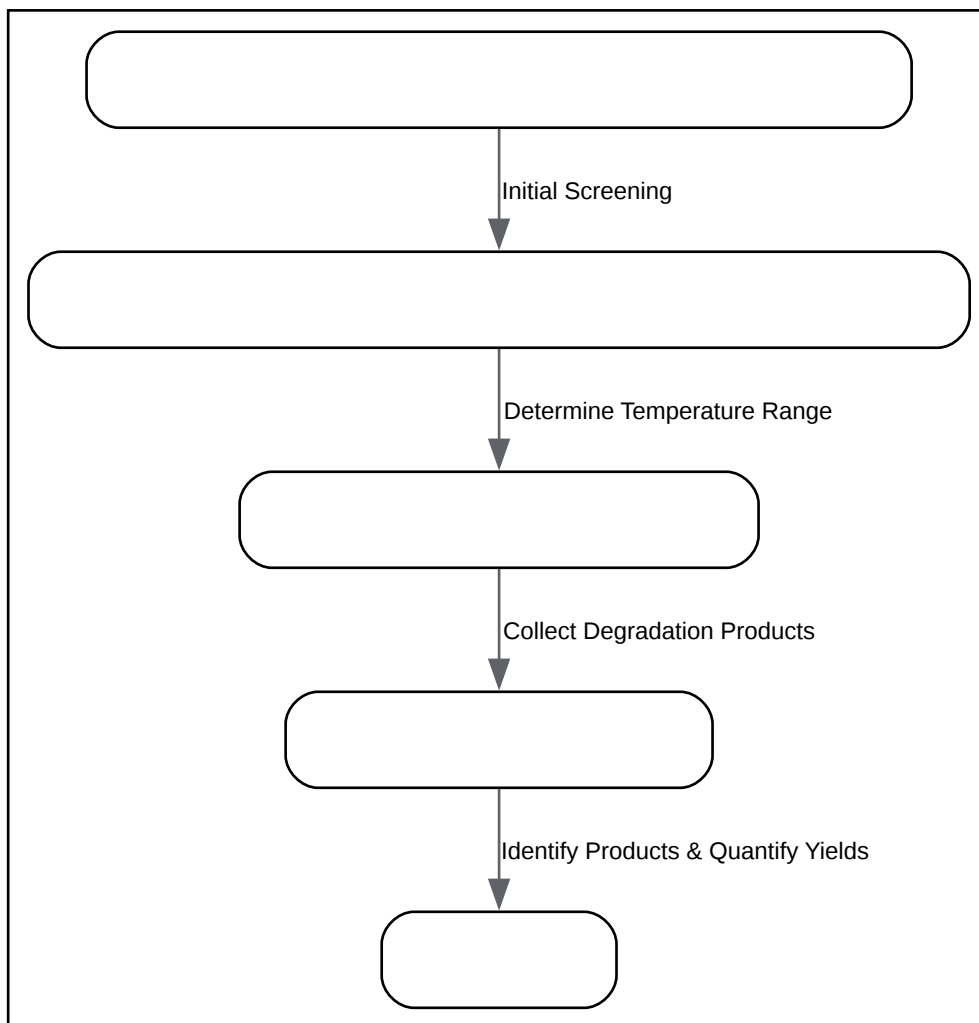 Initial Screening
Determine Temperature Range
Collect Degradation Products
Identify Products & Quantify Yields